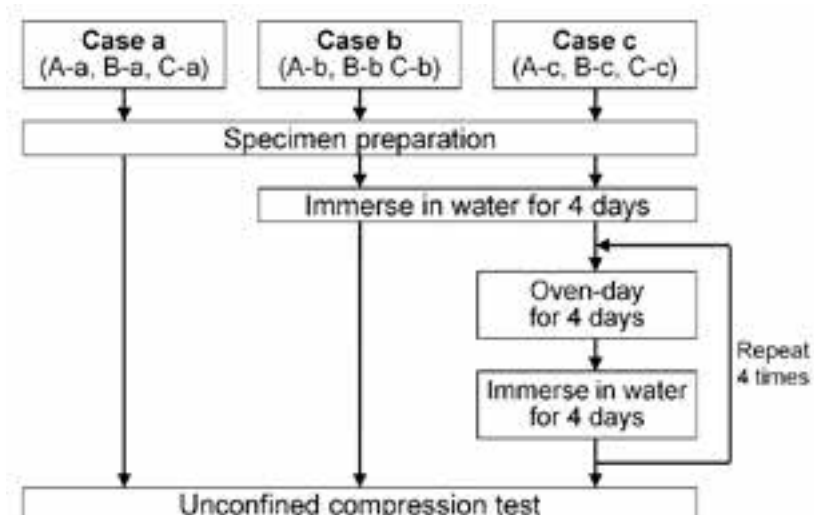 Case a
(A-a, B-a, C-a)
Case b
(A-b, B-b C-b)
Case c
(A-c, B-c, C-c)
Specimen preparation
Immerse in water for 4 days
Oven-day
for 4 days
Repeat
4 times
Immerse in water
for 4 days
Unconfined compression test